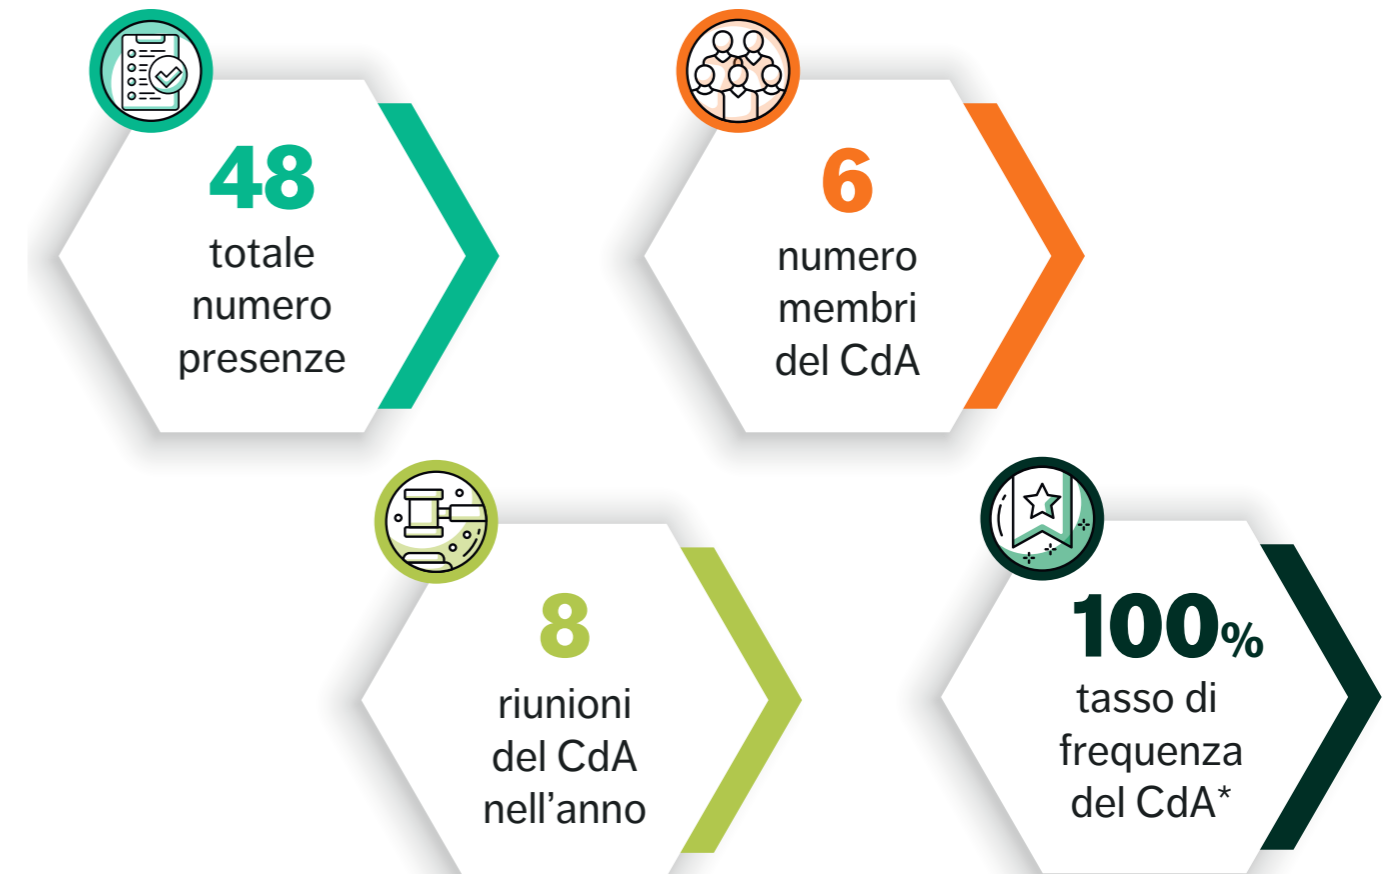 48
totale
numero
presenze
6
numero
membri
del CdA
8
riunioni
del CdA
nell’anno
100%
tasso di
frequenza
del CdA*